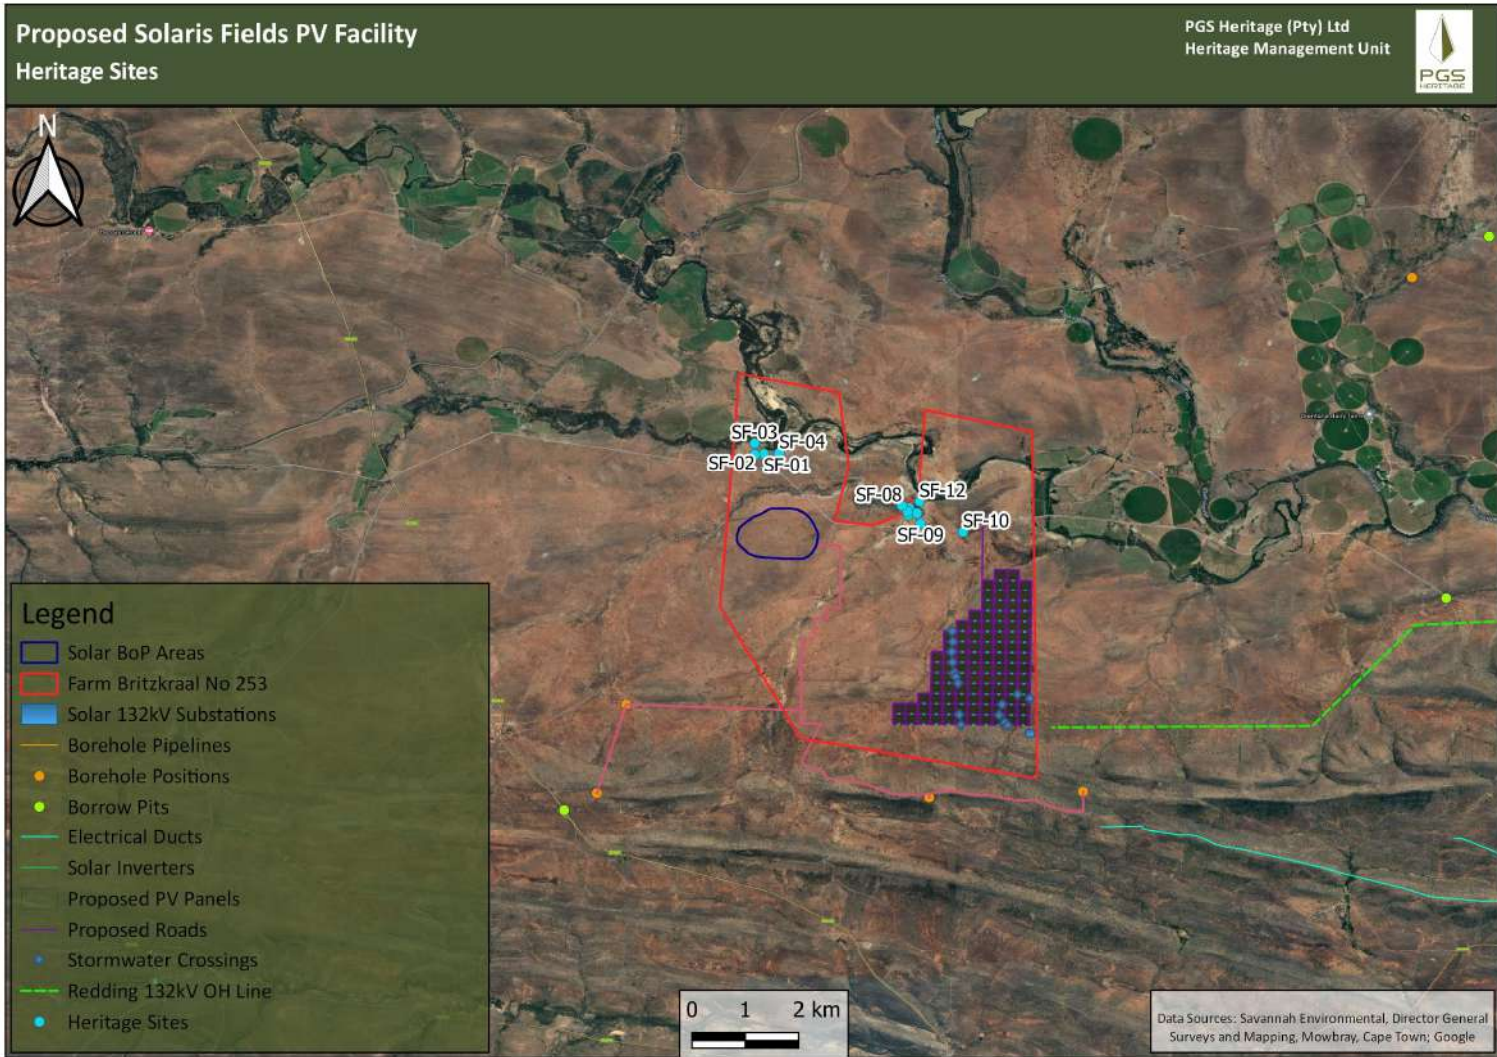 Proposed Solaris Fields PV Facility
Heritage Sites
PGS Heritage (Pty) Ltd
Heritage Management Unit
PGS
HERITAGE
N
SF-03
SF-04
SF-02
SF-01
SF-08
SF-12
SF-09
SF-10
Legend
Solar BoP Areas
Farm Britzkraal No 253
Solar 132kV Substations
Borehole Pipelines
Borehole Positions
Borrow Pits
Electrical Ducts
Solar Inverters
Proposed PV Panels
Proposed Roads
Stormwater Crossings
Redding 132kV OH Line
Heritage Sites
0 1 2 km
Data Sources: Savannah Environmental, Director General
Surveys and Mapping, Mowbray, Cape Town; Google